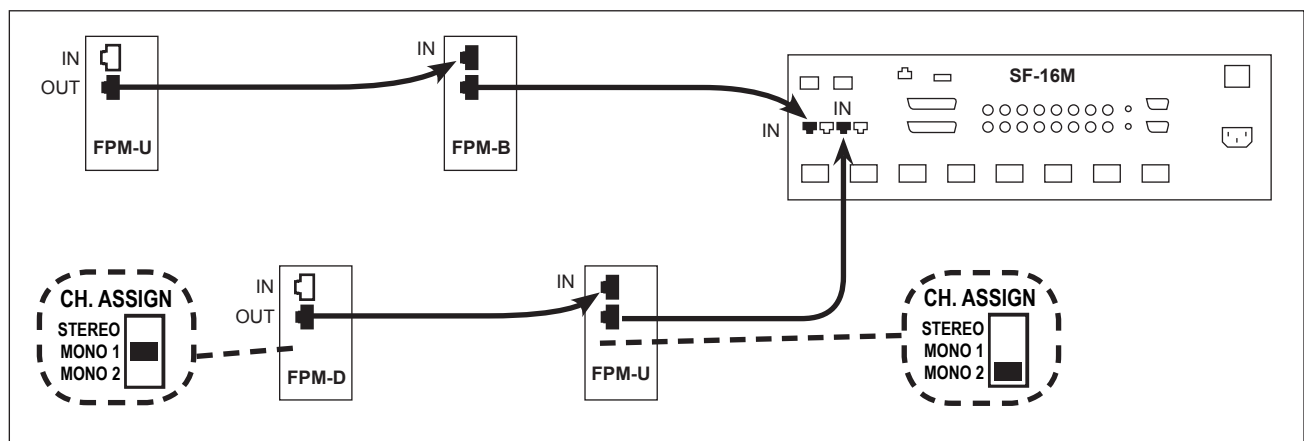 IN
OUT
FPM-U
IN
FPM-B
SF-16M
IN
IN
CH. ASSIGN
STEREO
MONO 1
MONO 2
IN
OUT
FPM-D
IN
FPM-U
CH. ASSIGN
STEREO
MONO 1
MONO 2